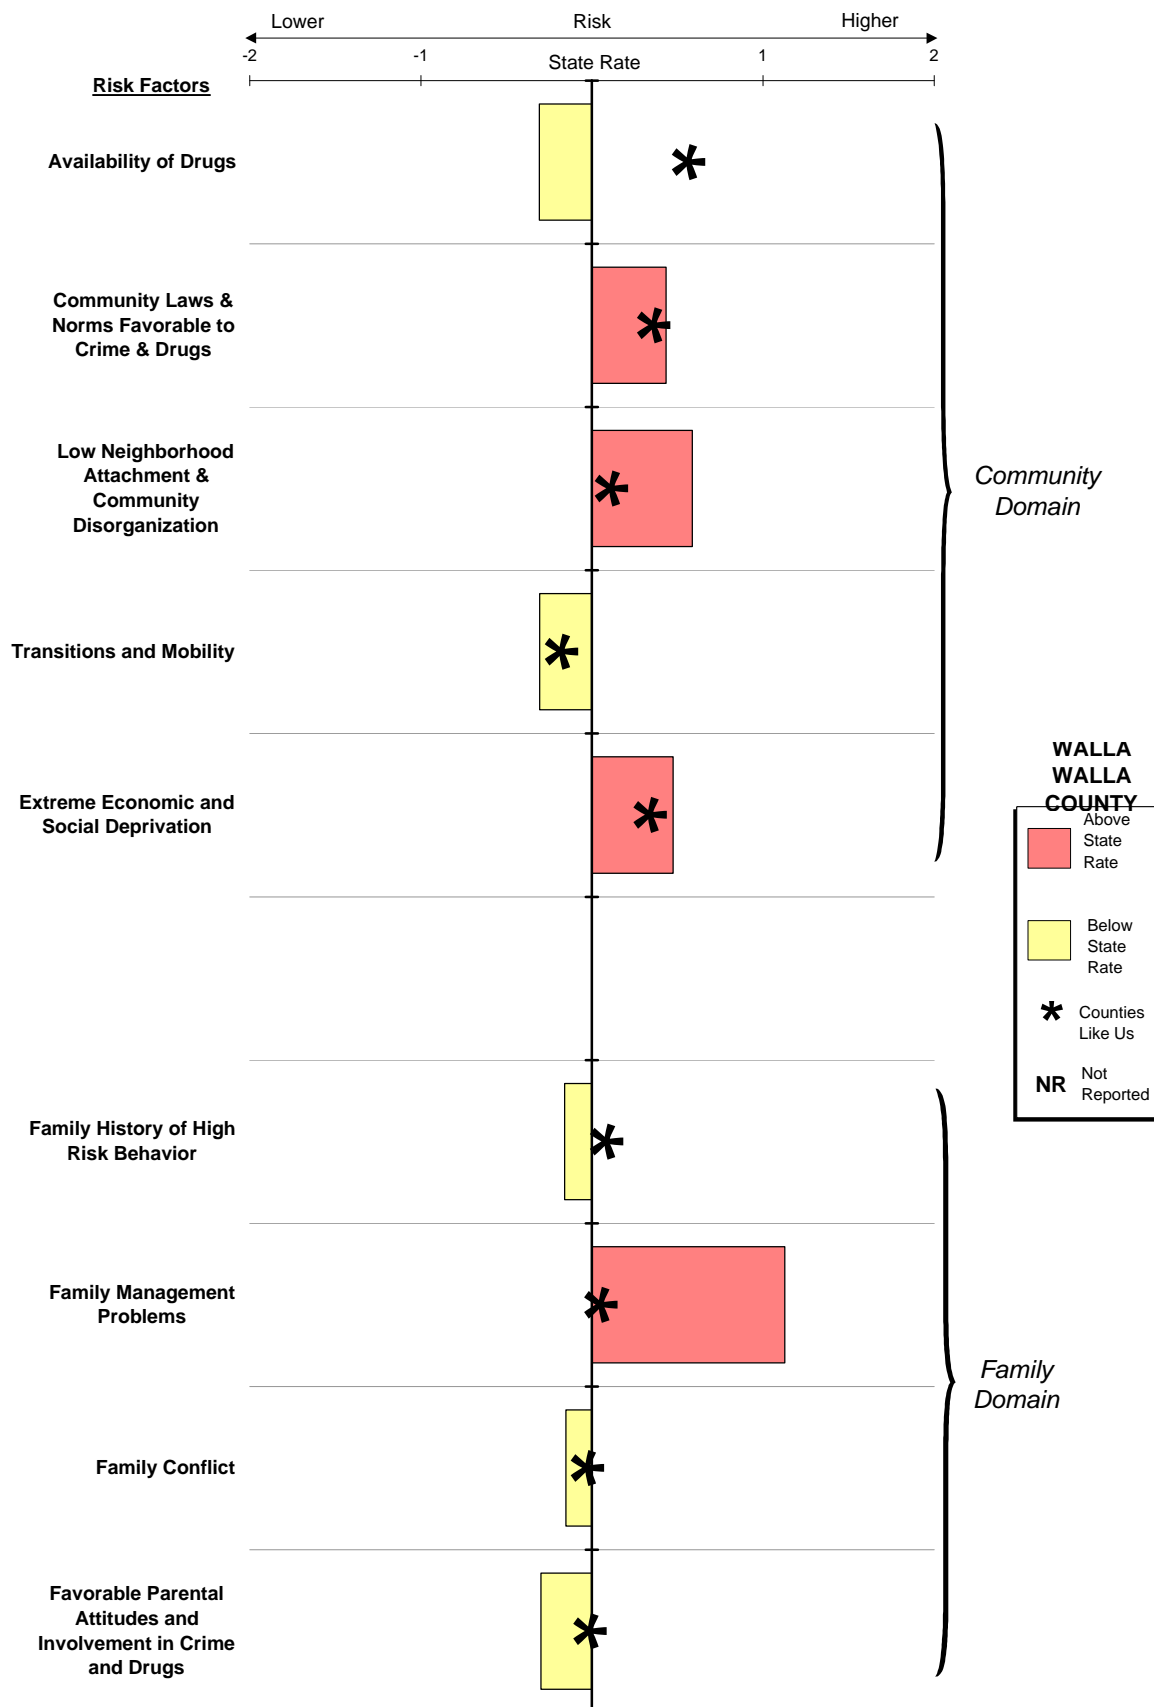 Lower Risk Higher
-2 -1 1 2
State Rate
Risk Factors
Availability of Drugs
Community Laws &
Norms Favorable to
Crime & Drugs
Low Neighborhood
Attachment &
Community
Disorganization
Community
Domain
Transitions and Mobility
Extreme Economic and
Social Deprivation
WALLA
WALLA
COUNTY
Above
State
Rate
Below
State
Rate
* Counties
Like Us
NR Not
Reported
Family History of High
Risk Behavior
Family Management
Problems
Family
Domain
Family Conflict
Favorable Parental
Attitudes and
Involvement in Crime
and Drugs